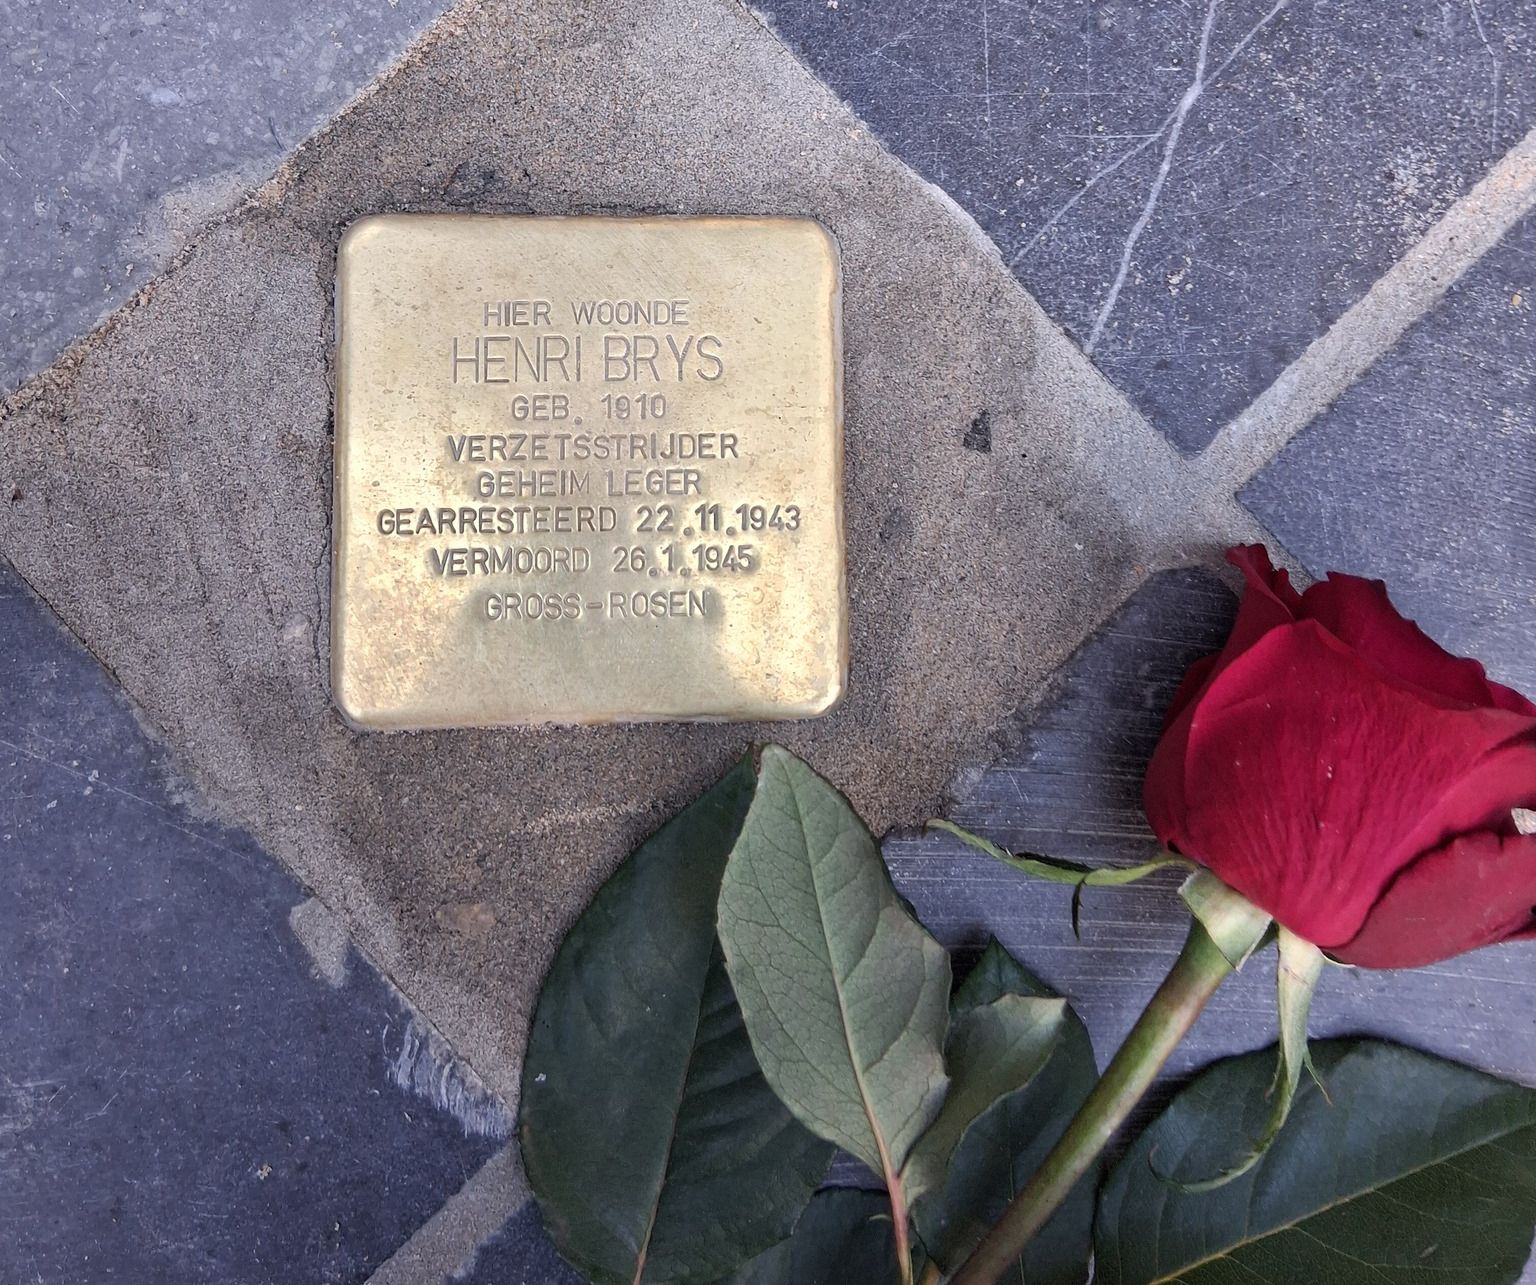 HIER WOONDE
HENRI BRYS
GEB. 1910
VERZETSSTRIJDER
GEHEIM LEGER
GEARRESTEERD 22.11.1943
VERMOORD 26.1.1945
GROSS-ROSEN